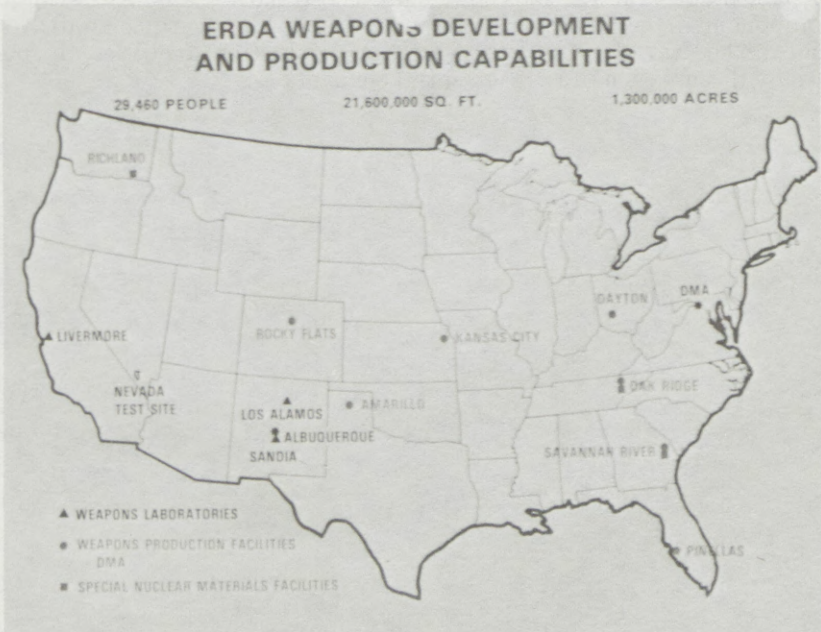 ERDA WEAPONS DEVELOPMENT
AND PRODUCTION CAPABILITIES
29,460 PEOPLE 21,600,000 SQ. FT. 1,300,000 ACRES
RICHLAND
DMA
DAYTON
ROCKY FLATS
LIVERMORE
KANSAS CITY
NEVADA
TEST SITE
OAK RIDGE
AMARILLO
LOS ALAMOS
ALBUQUERQUE
SANDIA
SAVANNAH RIVER
WEAPONS LABORATORIES
WEAPONS PRODUCTION FACILITIES
DMA
PINELLAS
SPECIAL NUCLEAR MATERIALS FACILITIES